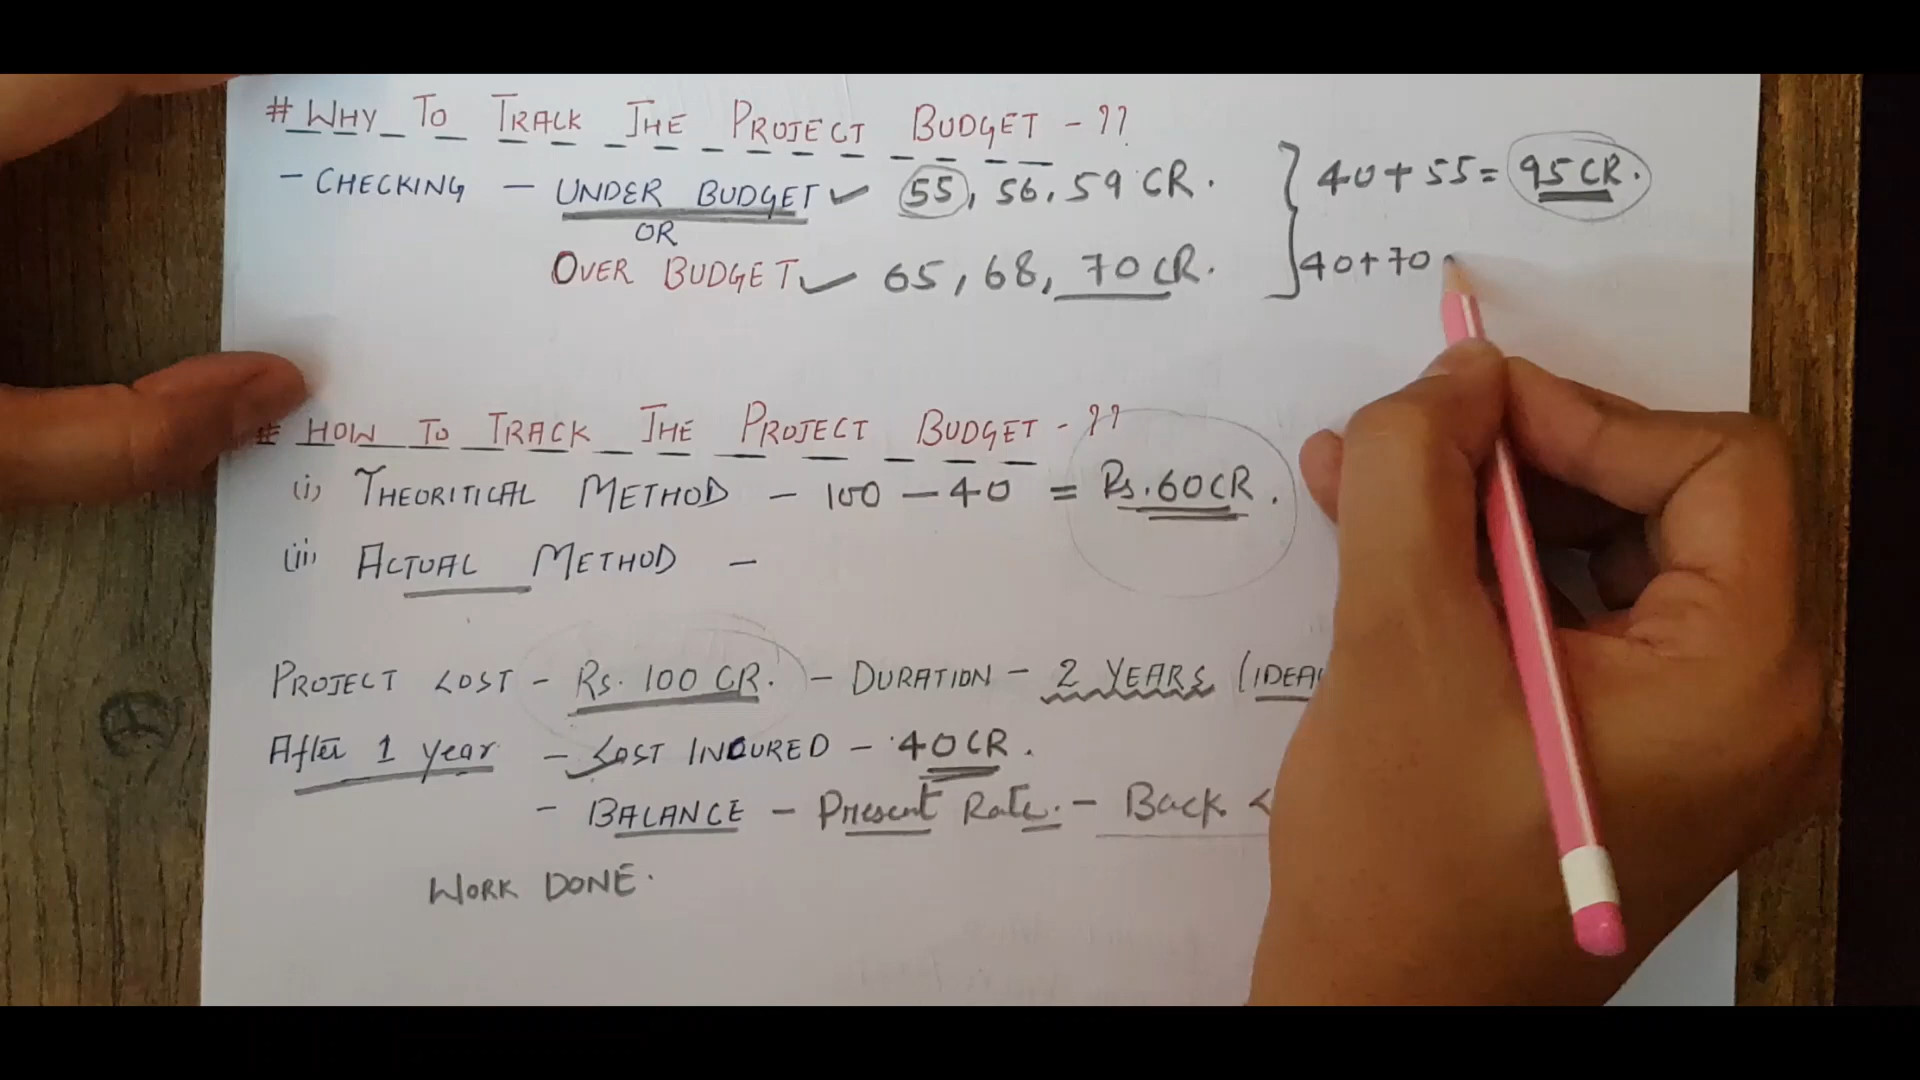 # WHY TO TRACK THE PROJECT BUDGET - ??
- CHECKING - UNDER BUDGET ✓ 55, 56, 59 CR. } 40+55 = 95 CR.
OR
OVER BUDGET ✓ 65, 68, 70 CR. 40+70
# HOW TO TRACK THE PROJECT BUDGET - ??
(i) THEORITICAL METHOD - 100 - 40 = Rs. 60 CR.
(ii) ACTUAL METHOD -
PROJECT COST - Rs. 100 CR. - DURATION - 2 YEARS (IDEA
After 1 year - COST INCURED - 40 CR.
- BALANCE - Present Rate. - Back
WORK DONE.